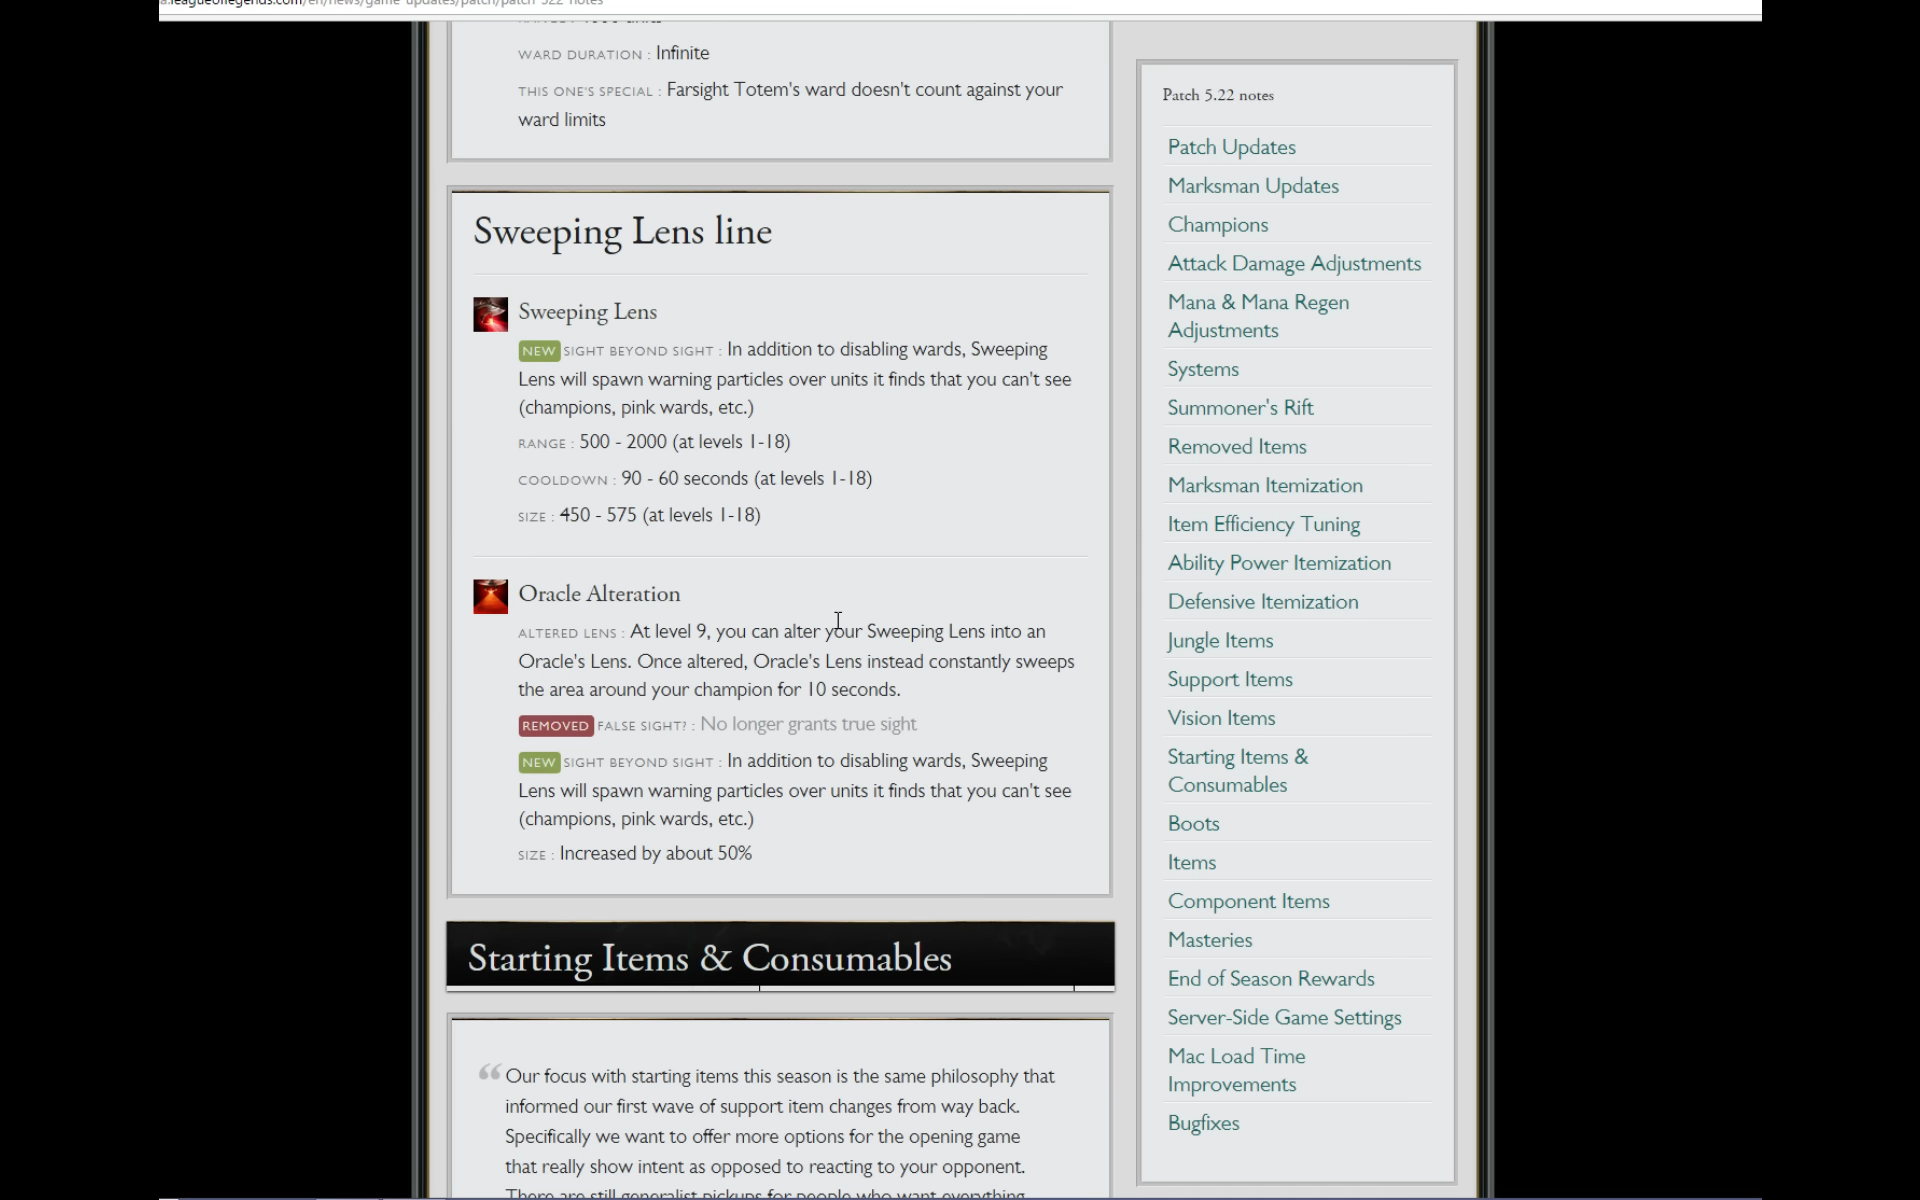 a.leagueoflegends.com/en/news/game-updates/patch/patch-522-notes
WARD DURATION : Infinite
THIS ONE'S SPECIAL : Farsight Totem's ward doesn't count against your
ward limits
Sweeping Lens line
Sweeping Lens
NEW SIGHT BEYOND SIGHT : In addition to disabling wards, Sweeping
Lens will spawn warning particles over units it finds that you can't see
(champions, pink wards, etc.)
RANGE : 500 - 2000 (at levels 1-18)
COOLDOWN : 90 - 60 seconds (at levels 1-18)
SIZE : 450 - 575 (at levels 1-18)
Oracle Alteration
ALTERED LENS : At level 9, you can alter your Sweeping Lens into an
Oracle's Lens. Once altered, Oracle's Lens instead constantly sweeps
the area around your champion for 10 seconds.
REMOVED FALSE SIGHT? : No longer grants true sight
NEW SIGHT BEYOND SIGHT : In addition to disabling wards, Sweeping
Lens will spawn warning particles over units it finds that you can't see
(champions, pink wards, etc.)
SIZE : Increased by about 50%
Starting Items & Consumables
“ Our focus with starting items this season is the same philosophy that
informed our first wave of support item changes from way back.
Specifically we want to offer more options for the opening game
that really show intent as opposed to reacting to your opponent.
There are still generalist pickups for people who want everything
Patch 5.22 notes
Patch Updates
Marksman Updates
Champions
Attack Damage Adjustments
Mana & Mana Regen
Adjustments
Systems
Summoner's Rift
Removed Items
Marksman Itemization
Item Efficiency Tuning
Ability Power Itemization
Defensive Itemization
Jungle Items
Support Items
Vision Items
Starting Items &
Consumables
Boots
Items
Component Items
Masteries
End of Season Rewards
Server-Side Game Settings
Mac Load Time
Improvements
Bugfixes